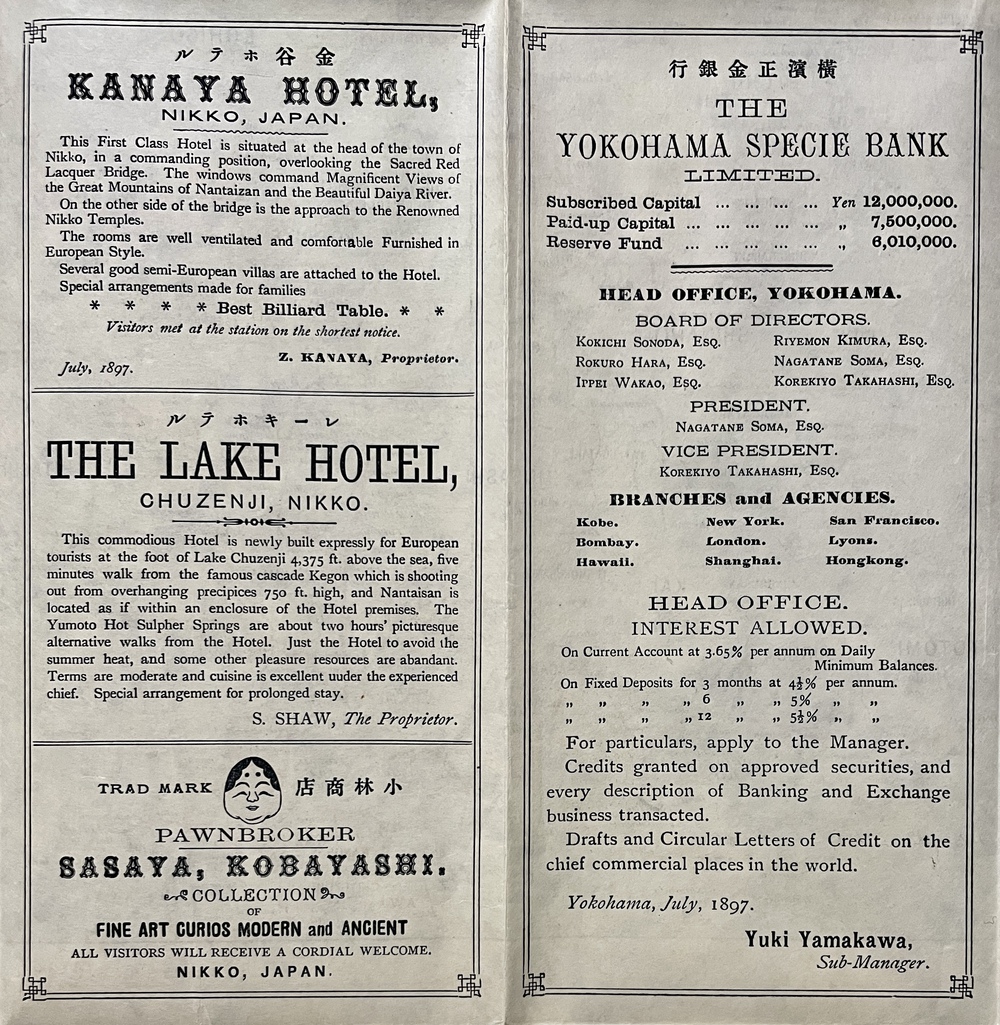 ルテホ谷金
KANAYA HOTEL,
NIKKO, JAPAN.
This First Class Hotel is situated at the head of the town of
Nikko, in a commanding position, overlooking the Sacred Red
Lacquer Bridge. The windows command Magnificent Views of
the Great Mountains of Nantaizan and the Beautiful Daiya River.
On the other side of the bridge is the approach to the Renowned
Nikko Temples.
The rooms are well ventilated and comfortable Furnished in
European Style.
Several good semi-European villas are attached to the Hotel.
Special arrangements made for families
* * * * Best Billiard Table. * *
Visitors met at the station on the shortest notice.
Z. KANAYA, Proprietor.
July, 1897.
ルテホキーレ
THE LAKE HOTEL,
CHUZENJI, NIKKO.
This commodious Hotel is newly built expressly for European
tourists at the foot of Lake Chuzenji 4,375 ft. above the sea, five
minutes walk from the famous cascade Kegon which is shooting
out from overhanging precipices 750 ft. high, and Nantaisan is
located as if within an enclosure of the Hotel premises. The
Yumoto Hot Sulpher Springs are about two hours' picturesque
alternative walks from the Hotel. Just the Hotel to avoid the
summer heat, and some other pleasure resources are abandant.
Terms are moderate and cuisine is excellent uuder the experienced
chief. Special arrangement for prolonged stay.
S. SHAW, The Proprietor.
TRAD MARK 店商林小
PAWNBROKER
SASAYA, KOBAYASHI.
COLLECTION
OF
FINE ART CURIOS MODERN and ANCIENT
ALL VISITORS WILL RECEIVE A CORDIAL WELCOME.
NIKKO, JAPAN.
行銀金正濱横
THE
YOKOHAMA SPECIE BANK
LIMITED.
Subscribed Capital ... ... ... ... Yen 12,000,000.
Paid-up Capital ... ... ... ... ... „ 7,500,000.
Reserve Fund ... ... ... ... ... „ 6,010,000.
HEAD OFFICE, YOKOHAMA.
BOARD OF DIRECTORS.
KOKICHI SONODA, ESQ. RIYEMON KIMURA, ESQ.
ROKURO HARA, ESQ. NAGATANE SOMA, ESQ.
IPPEI WAKAO, ESQ. KOREKIYO TAKAHASHI, ESQ.
PRESIDENT.
NAGATANE SOMA, ESQ.
VICE PRESIDENT.
KOREKIYO TAKAHASHI, ESQ.
BRANCHES and AGENCIES.
Kobe. New York. San Francisco.
Bombay. London. Lyons.
Hawaii. Shanghai. Hongkong.
HEAD OFFICE.
INTEREST ALLOWED.
On Current Account at 3.65% per annum on Daily
Minimum Balances.
On Fixed Deposits for 3 months at 4½% per annum.
„ „ „ „ 6 „ „ 5% „ „
„ „ „ „ 12 „ „ 5½% „ „
For particulars, apply to the Manager.
Credits granted on approved securities, and
every description of Banking and Exchange
business transacted.
Drafts and Circular Letters of Credit on the
chief commercial places in the world.
Yokohama, July, 1897.
Yuki Yamakawa,
Sub-Manager.